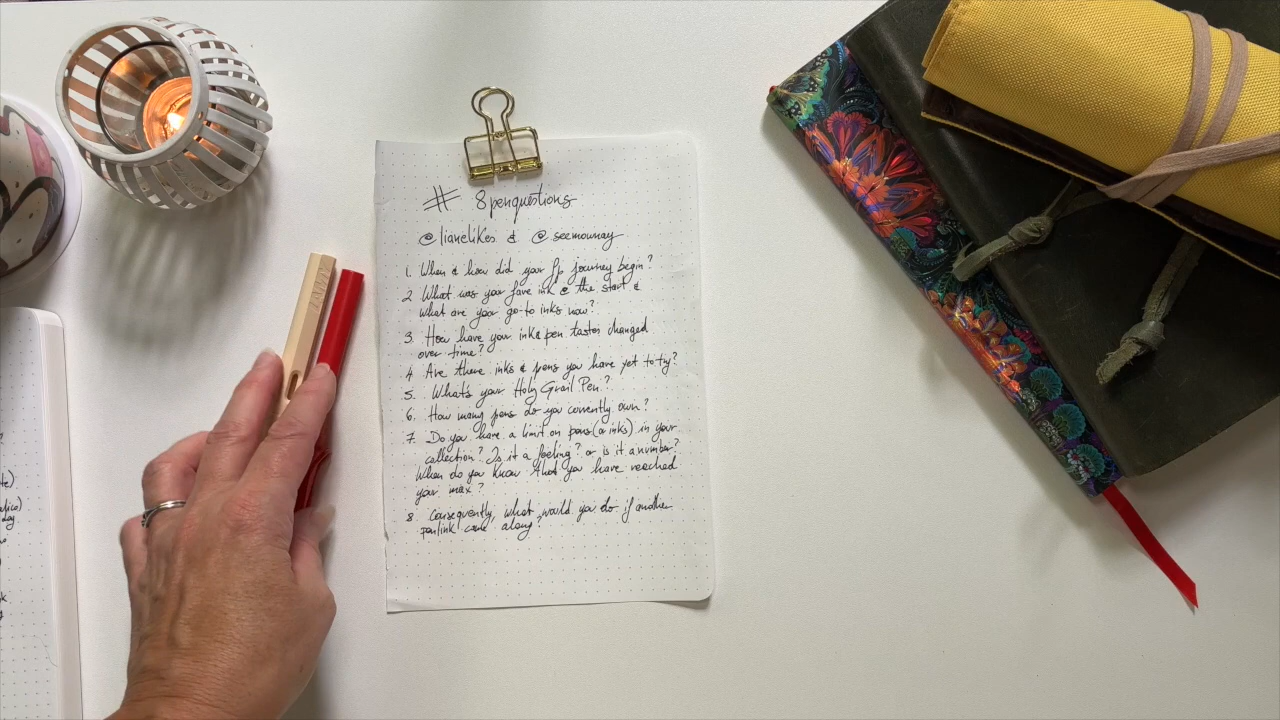 # 8penquestions
@lianelikes & @seemownay
1. When & how did your fp journey begin?
2 What was your fave ink @ the start &
what are your go-to inks now?
3. How have your ink& pen tastes changed
over time?
4. Are there inks & pens you have yet to try?
5. What's your Holy Grail Pen?
6. How many pens do you currently own?
7. Do you have a limit on pens (or inks) in your
collection? Is it a feeling? or is it a number?
When do you know that you have reached
your max?
8. Consequently, what would you do if another
pen/ink came along?
LAMY